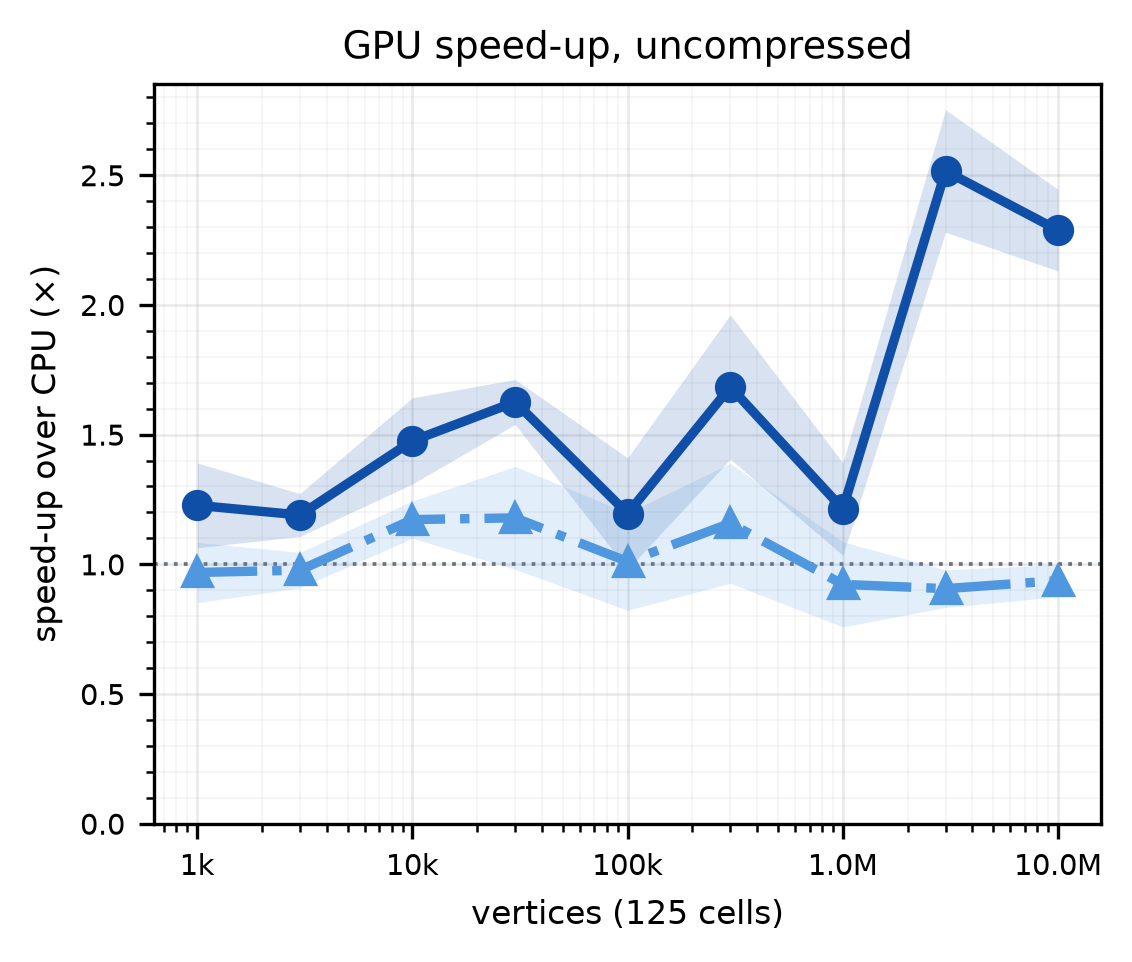 GPU speed-up, uncompressed
speed-up over CPU (×)
2.5
2.0
1.5
1.0
0.5
0.0
1k 10k 100k 1.0M 10.0M
vertices (125 cells)